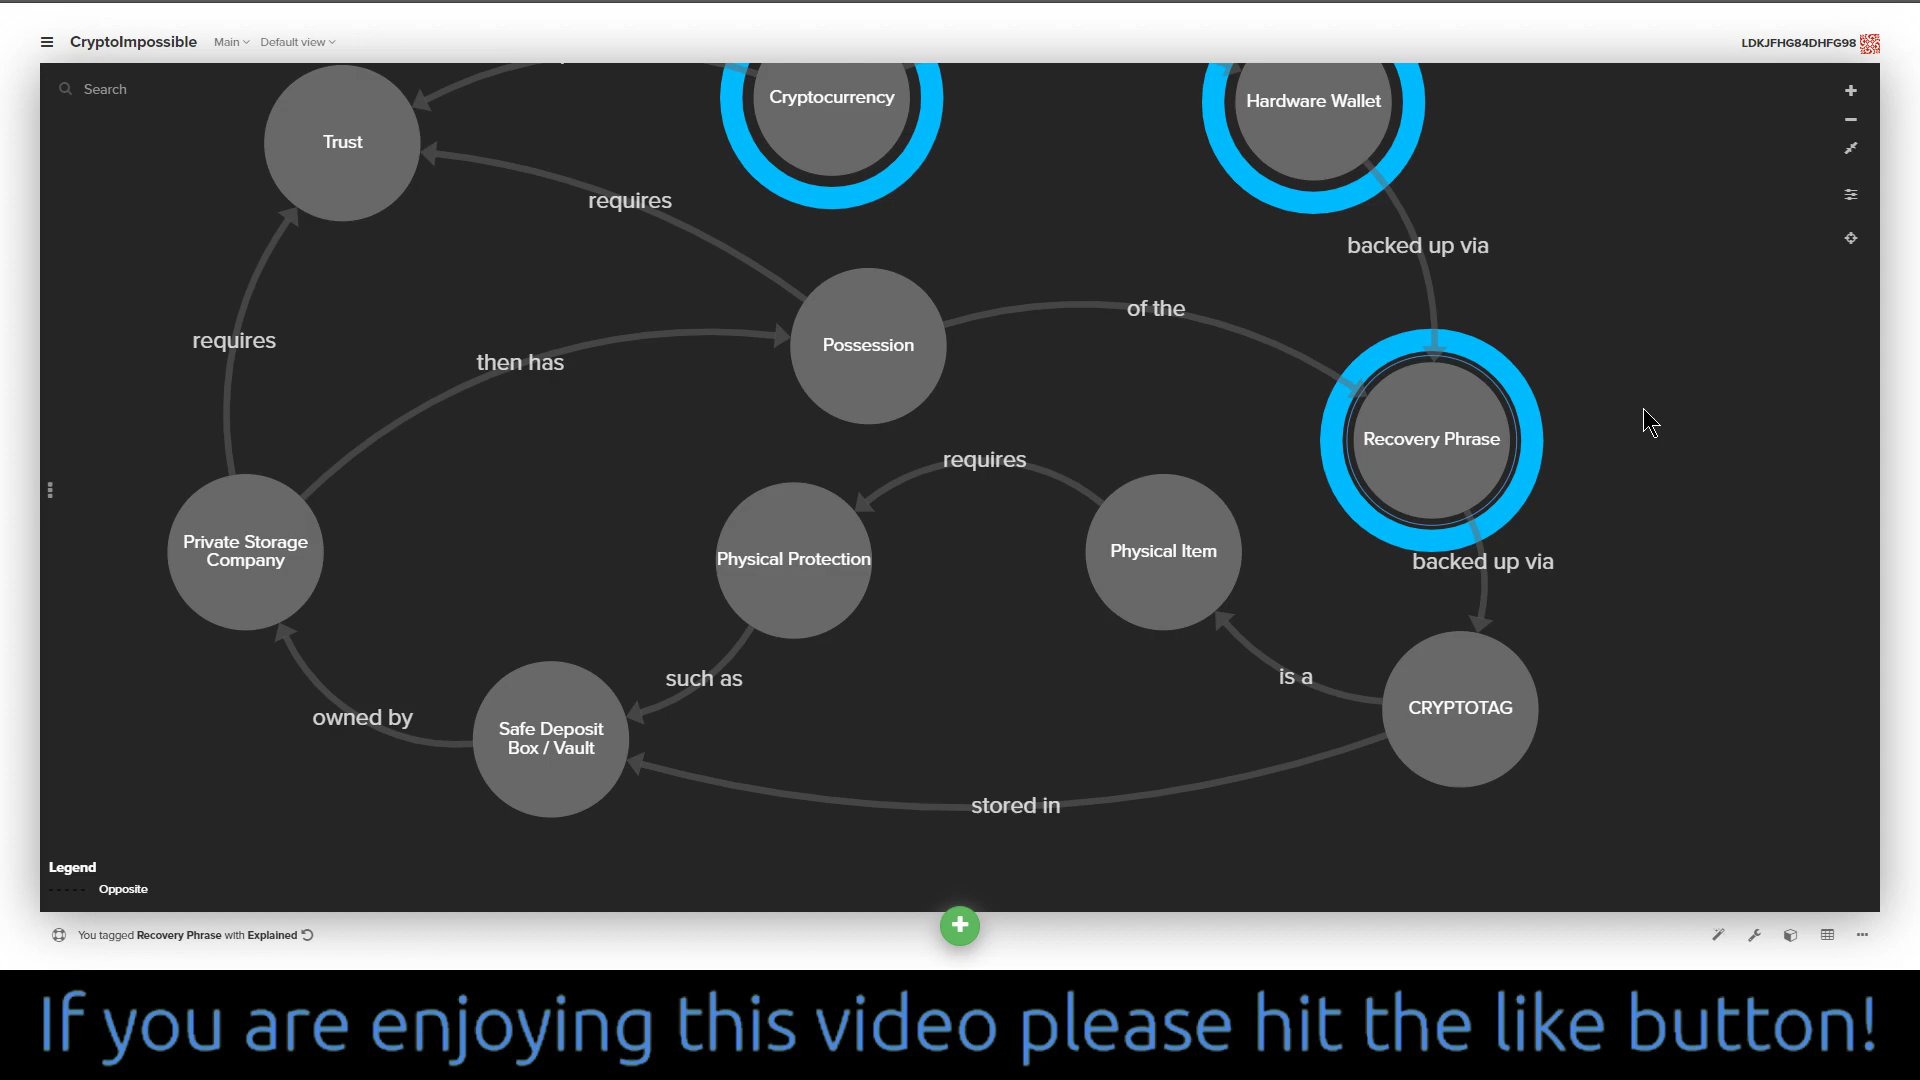 CryptoImpossible
Main
Default view
LDKJFHG84DHFG98
Search
Cryptocurrency
Hardware Wallet
Trust
requires
backed up via
of the
requires
then has
Possession
Recovery Phrase
requires
Private Storage
Company
Physical Protection
Physical Item
backed up via
such as
is a
owned by
Safe Deposit
Box / Vault
CRYPTOTAG
stored in
Legend
Opposite
You tagged Recovery Phrase with Explained
If you are enjoying this video please hit the like button!